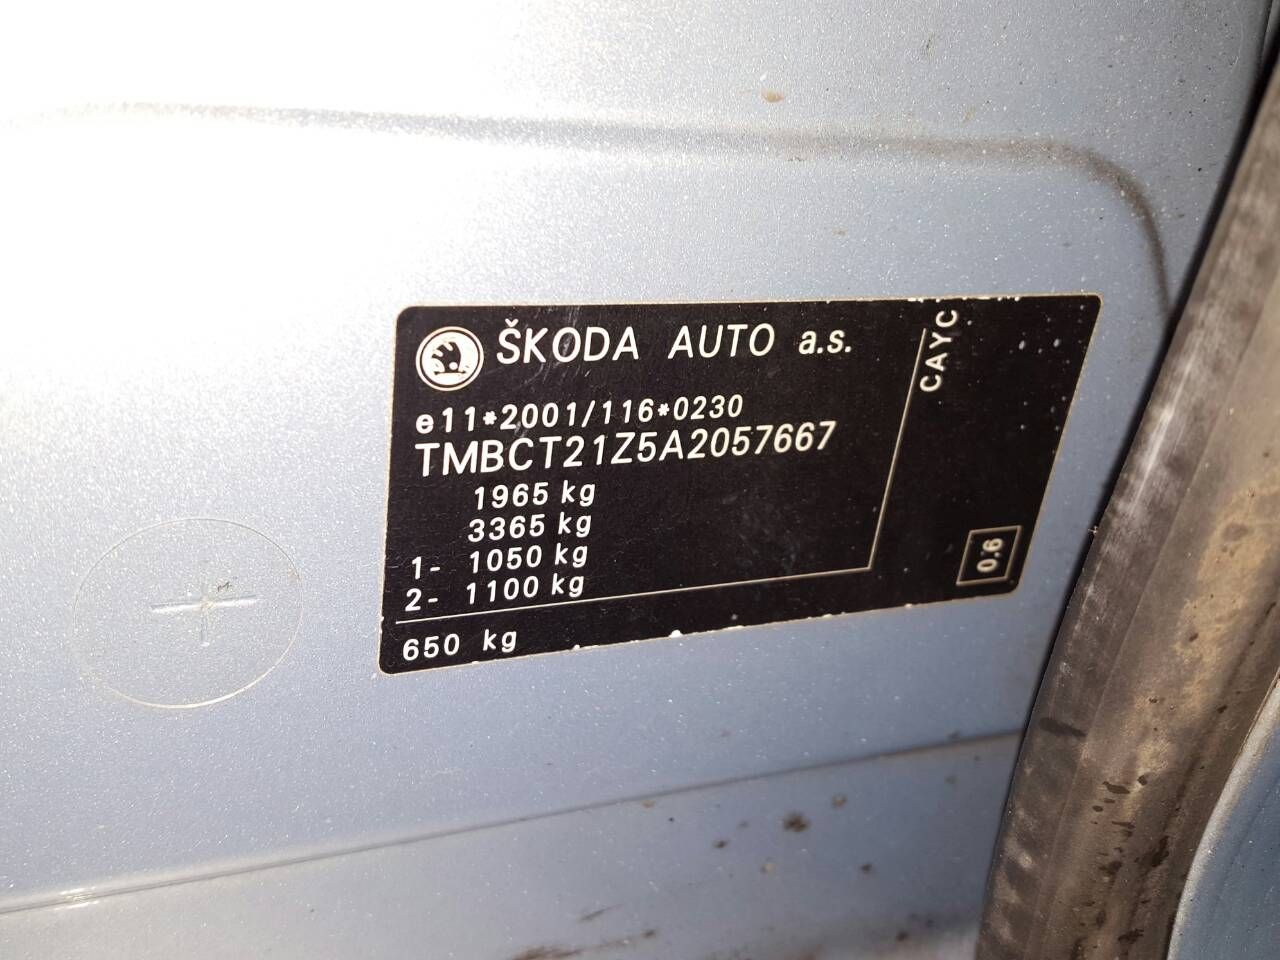 ŠKODA AUTO a.s.
e11*2001/116*0230
TMBCT21Z5A2057667
1965 kg
3365 kg
1- 1050 kg
2- 1100 kg
650 kg
CAYC
0.6